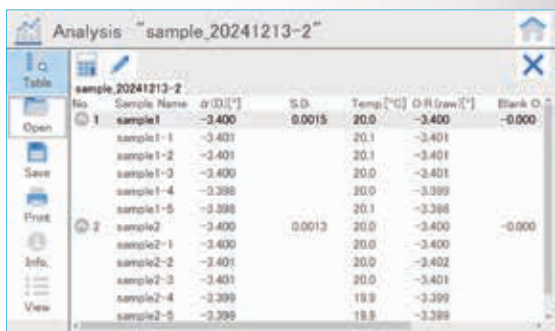 Analysis "sample_20241213-2"
Table
Open
Save
Print
Info.
View
sample_20241213-2
No Sample Name α (D)[°] S.D. Temp.[°C] O.R.(raw)[°] Blank O.
1 sample1 -3.400 0.0015 20.0 -3.400 -0.000
sample1-1 -3.401 20.1 -3.401
sample1-2 -3.401 20.1 -3.401
sample1-3 -3.400 20.0 -3.401
sample1-4 -3.398 20.0 -3.399
sample1-5 -3.398 20.1 -3.398
2 sample2 -3.400 0.0013 20.0 -3.400 -0.000
sample2-1 -3.400 20.0 -3.400
sample2-2 -3.401 20.0 -3.402
sample2-3 -3.401 20.0 -3.401
sample2-4 -3.399 19.9 -3.399
sample2-5 -3.399 19.9 -3.399